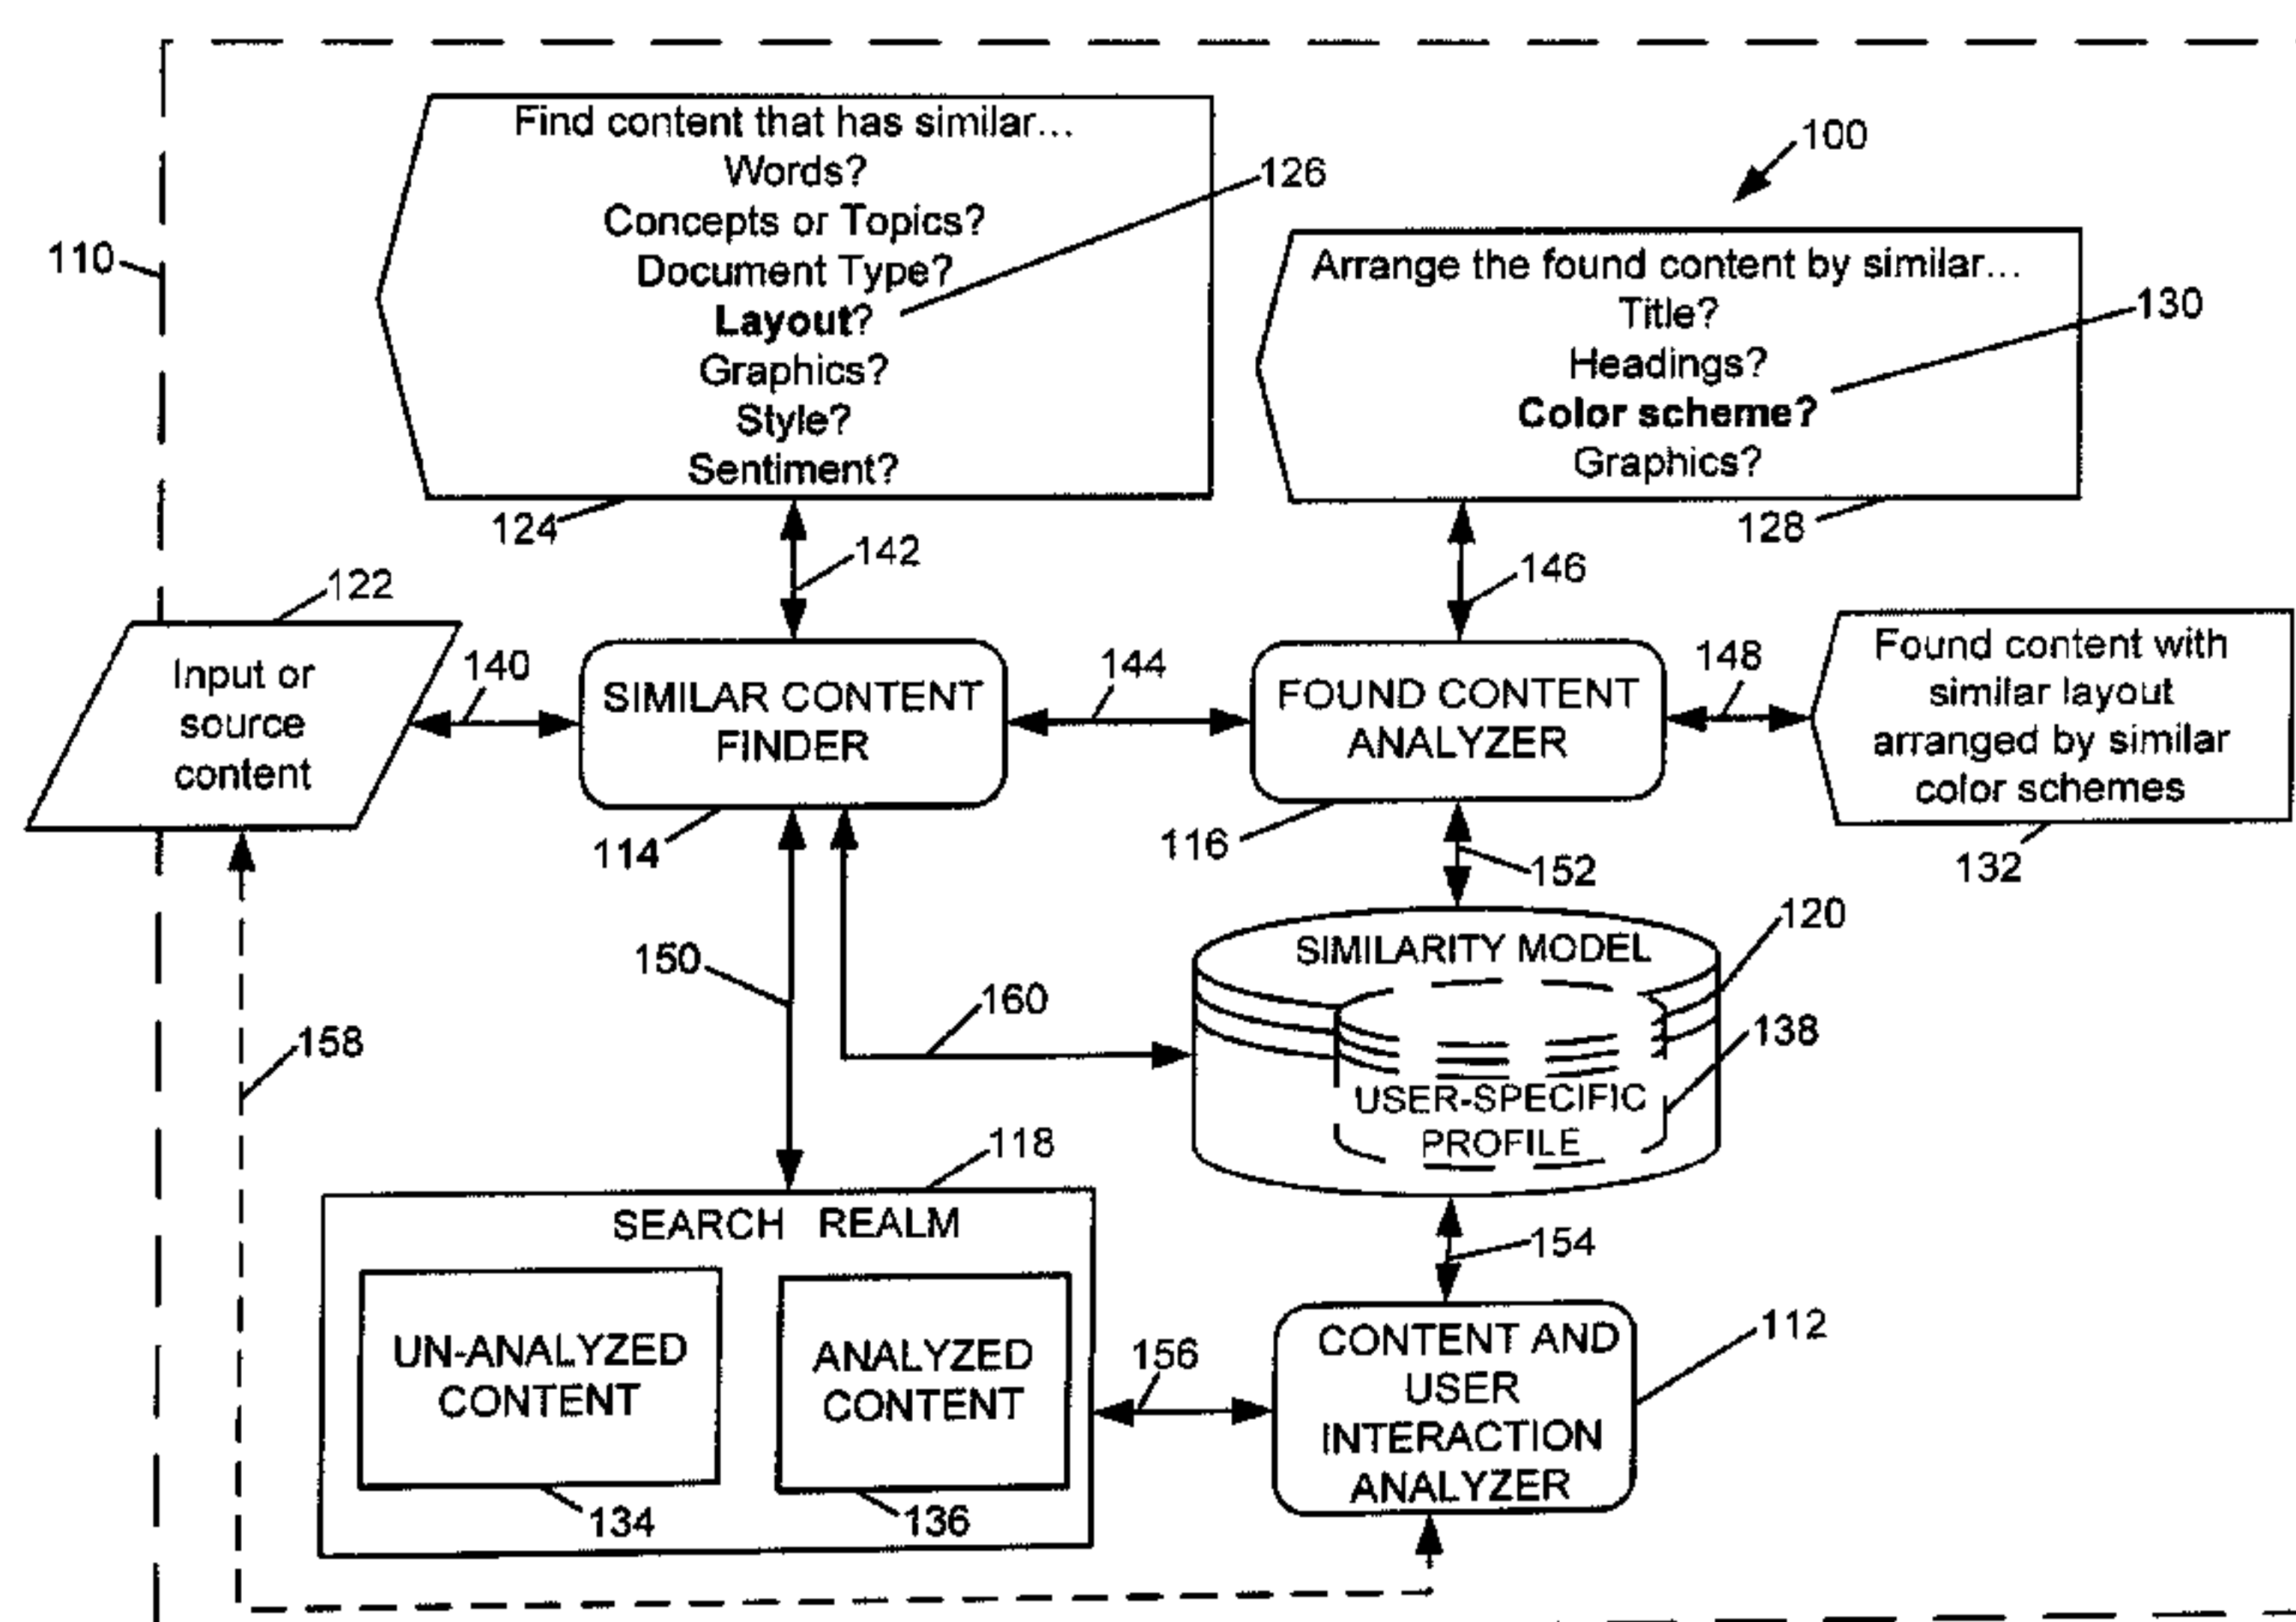 Find content that has similar...
Words?
Concepts or Topics?
Document Type?
Layout?
Graphics?
Style?
Sentiment?
126
100
110
Arrange the found content by similar...
Title?
Headings?
Color scheme?
Graphics?
130
124
142
128
146
122
Input or
source
content
140
SIMILAR CONTENT
FINDER
114
144
FOUND CONTENT
ANALYZER
116
148
Found content with
similar layout
arranged by similar
color schemes
132
152
120
SIMILARITY MODEL
150
160
138
USER-SPECIFIC
PROFILE
158
118
SEARCH REALM
UN-ANALYZED
CONTENT
134
ANALYZED
CONTENT
136
154
156
CONTENT AND
USER
INTERACTION
ANALYZER
112